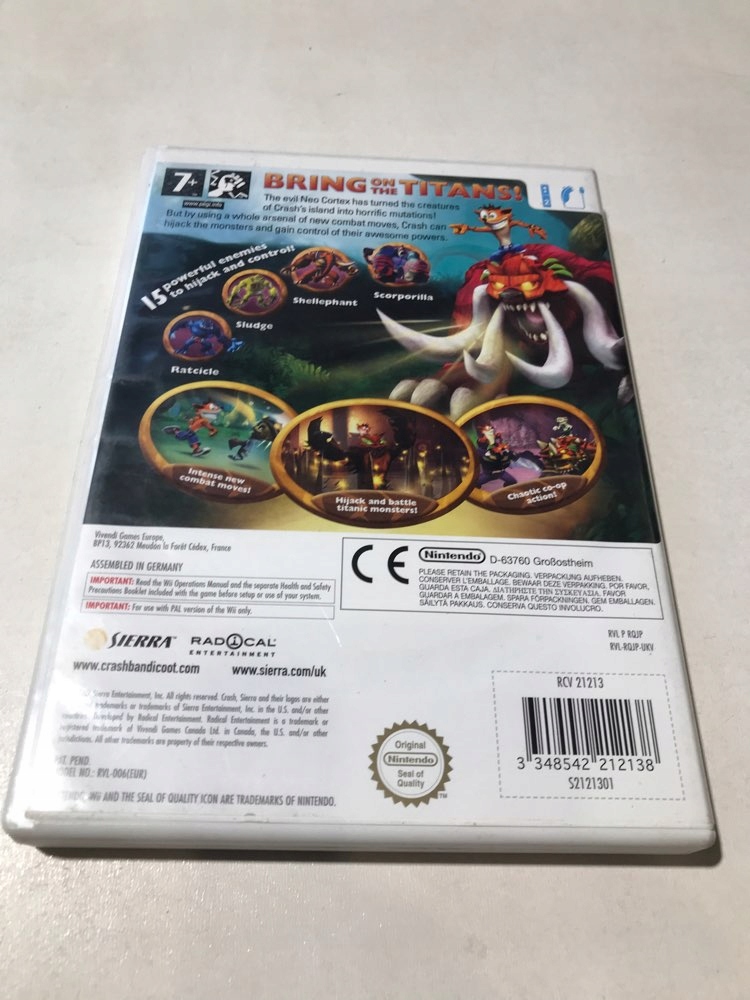 7+
www.pegi.info
BRING ON THE TITANS!
The evil Neo Cortex has turned the creatures
of Crash's island into horrific mutations!
But by using a whole arsenal of new combat moves, Crash can
hijack the monsters and gain control of their awesome powers.
15 powerful enemies
to hijack and control!
Ratcicle
Sludge
Shellephant
Scorporilla
Intense new
combat moves!
Hijack and battle
titanic monsters!
Chaotic co-op
action!
Vivendi Games Europe,
BP13, 92362 Meudon la Forêt Cédex, France
ASSEMBLED IN GERMANY
IMPORTANT: Read the Wii Operations Manual and the separate Health and Safety
Precautions Booklet included with the game before setup or use of your system.
IMPORTANT: For use with PAL version of the Wii only.
CE
Nintendo D-63760 Großostheim
PLEASE RETAIN THE PACKAGING. VERPACKUNG AUFHEBEN.
CONSERVER L'EMBALLAGE. BEWAAR DEZE VERPAKKING. POR FAVOR,
GUARDA ESTA CAJA. ΔΙΑΤΗΡΗΣΤΕ ΤΗΝ ΣΥΣΚΕΥΑΣΙΑ. FAVOR
GUARDAR A EMBALAGEM. SPARA FÖRPACKNINGEN. GEM EMBALLAGEN.
SÄILYTÄ PAKKAUS. CONSERVA QUESTO INVOLUCRO.
SIERRA™
RADICAL
ENTERTAINMENT
www.crashbandicoot.com
www.sierra.com/uk
RVL P RQJP
RVL-RQJP-UKV
Sierra Entertainment, Inc. All rights reserved. Crash, Sierra and their logos are either
trademarks or trademarks of Sierra Entertainment, Inc. in the U.S. and/or other
Developed by Radical Entertainment. Radical Entertainment is a trademark or
registered trademark of Vivendi Games Canada Ltd. in Canada, the U.S. and/or other
jurisdictions. All other trademarks are property of their respective owners.
PAT. PEND.
MODEL NO.: RVL-006(EUR)
NINTENDO, Wii AND THE SEAL OF QUALITY ICON ARE TRADEMARKS OF NINTENDO.
Original
Nintendo
Seal of
Quality
TM
RCV 21213
3 348542 212138
S2121301